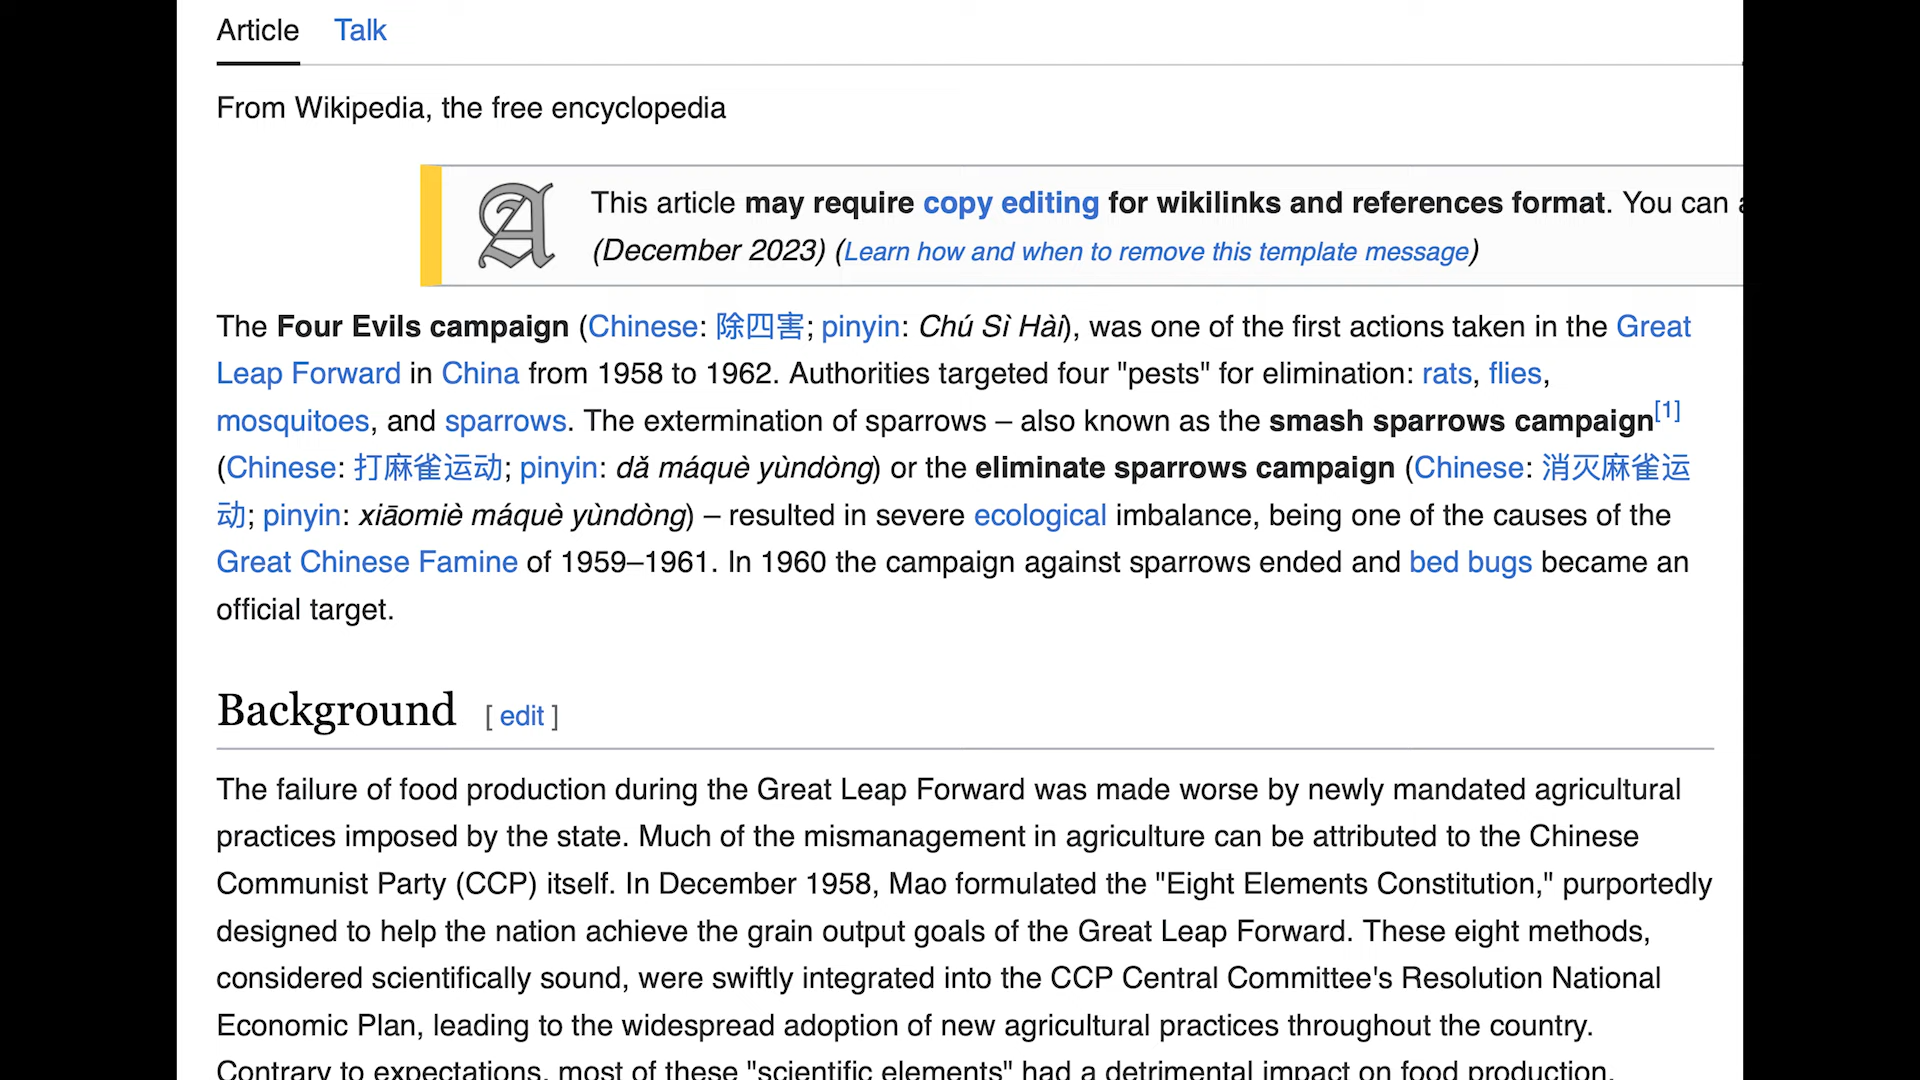 Article Talk
From Wikipedia, the free encyclopedia
This article may require copy editing for wikilinks and references format. You can
(December 2023) (Learn how and when to remove this template message)
The Four Evils campaign (Chinese: 除四害; pinyin: Chú Sì Hài), was one of the first actions taken in the Great
Leap Forward in China from 1958 to 1962. Authorities targeted four "pests" for elimination: rats, flies,
mosquitoes, and sparrows. The extermination of sparrows – also known as the smash sparrows campaign[1]
(Chinese: 打麻雀运动; pinyin: dǎ máquè yùndòng) or the eliminate sparrows campaign (Chinese: 消灭麻雀运
动; pinyin: xiāomiè máquè yùndòng) – resulted in severe ecological imbalance, being one of the causes of the
Great Chinese Famine of 1959–1961. In 1960 the campaign against sparrows ended and bed bugs became an
official target.
Background [ edit ]
The failure of food production during the Great Leap Forward was made worse by newly mandated agricultural
practices imposed by the state. Much of the mismanagement in agriculture can be attributed to the Chinese
Communist Party (CCP) itself. In December 1958, Mao formulated the "Eight Elements Constitution," purportedly
designed to help the nation achieve the grain output goals of the Great Leap Forward. These eight methods,
considered scientifically sound, were swiftly integrated into the CCP Central Committee's Resolution National
Economic Plan, leading to the widespread adoption of new agricultural practices throughout the country.
Contrary to expectations, most of these "scientific elements" had a detrimental impact on food production.